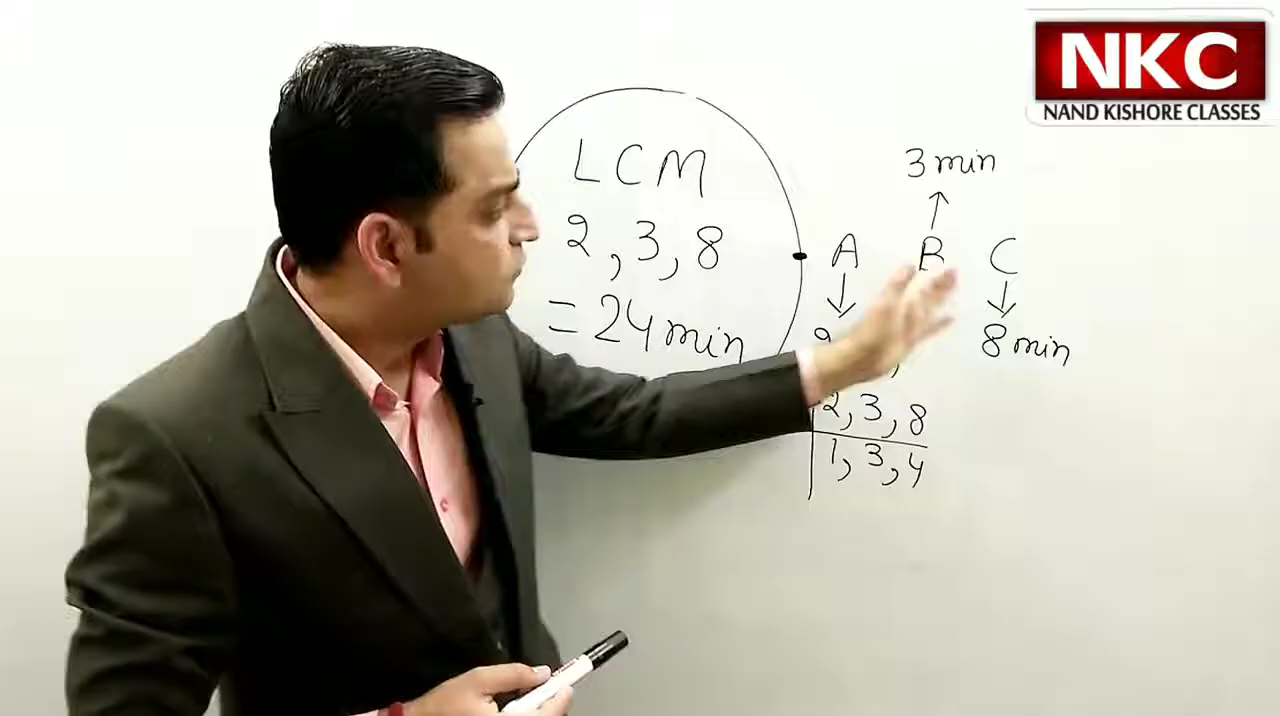 NKC
NAND KISHORE CLASSES
LCM
2, 3, 8
= 24 min
3 min
↑
A B C
↓ ↓
2
8 min
2, 3, 8
1, 3, 4